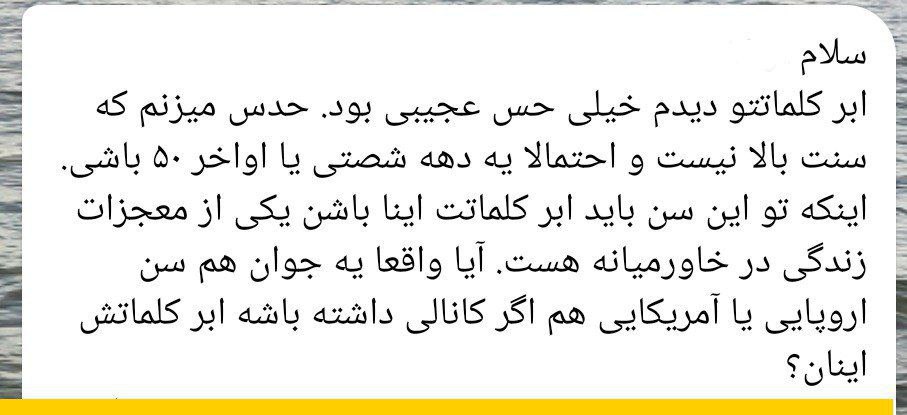 سلام
ابر کلماتتو دیدم خیلی حس عجیبی بود. حدس میزنم که
سنت بالا نیست و احتمالا یه دهه شصتی یا اواخر ۵۰ باشی.
اینکه تو این سن باید ابر کلماتت اینا باشن یکی از معجزات
زندگی در خاورمیانه هست. آیا واقعا یه جوان هم سن
اروپایی یا آمریکایی هم اگر کانالی داشته باشه ابر کلماتش
اینان؟